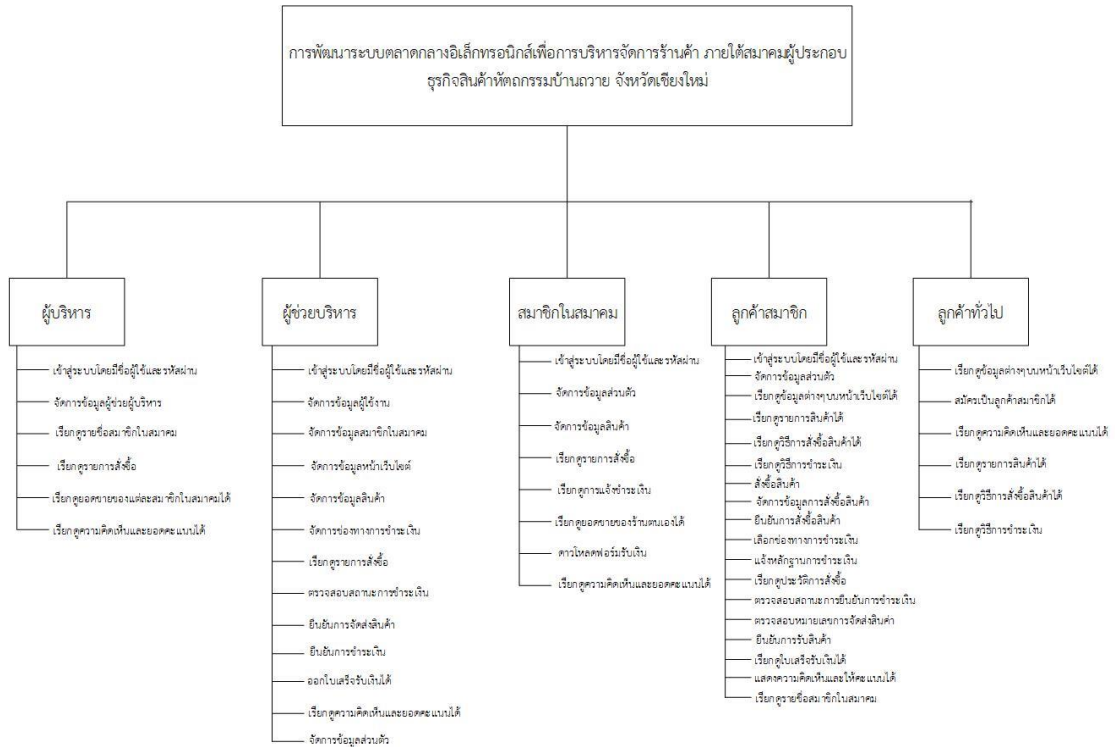 การพัฒนาระบบตลาดกลางอิเล็กทรอนิกส์เพื่อการบริหารจัดการร้านค้า ภายใต้สมาคมผู้ประกอบ
ธุรกิจสินค้าหัตถกรรมบ้านถวาย จังหวัดเชียงใหม่
ผู้บริหาร
เข้าสู่ระบบโดยมีชื่อผู้ใช้และรหัสผ่าน
จัดการข้อมูลผู้ช่วยผู้บริหาร
เรียกดูรายชื่อสมาชิกในสมาคม
เรียกดูรายการสั่งซื้อ
เรียกดูยอดขายของแต่ละสมาชิกในสมาคมได้
เรียกดูความคิดเห็นและยอดคะแนนได้
ผู้ช่วยบริหาร
เข้าสู่ระบบโดยมีชื่อผู้ใช้และรหัสผ่าน
จัดการข้อมูลผู้ใช้งาน
จัดการข้อมูลสมาชิกในสมาคม
จัดการข้อมูลหน้าเว็บไซต์
จัดการข้อมูลสินค้า
จัดการช่องทางการชำระเงิน
เรียกดูรายการสั่งซื้อ
ตรวจสอบสถานะการชำระเงิน
ยืนยันการจัดส่งสินค้า
ยืนยันการชำระเงิน
ออกใบเสร็จรับเงินได้
เรียกดูความคิดเห็นและยอดคะแนนได้
จัดการข้อมูลส่วนตัว
สมาชิกในสมาคม
เข้าสู่ระบบโดยมีชื่อผู้ใช้และรหัสผ่าน
จัดการข้อมูลส่วนตัว
จัดการข้อมูลสินค้า
เรียกดูรายการสั่งซื้อ
เรียกดูการแจ้งชำระเงิน
เรียกดูยอดขายของร้านตนเองได้
ดาวโหลดฟอร์มรับเงิน
เรียกดูความคิดเห็นและยอดคะแนนได้
ลูกค้าสมาชิก
เข้าสู่ระบบโดยมีชื่อผู้ใช้และรหัสผ่าน
จัดการข้อมูลส่วนตัว
เรียกดูข้อมูลต่างๆบนหน้าเว็บไซต์ได้
เรียกดูรายการสินค้าได้
เรียกดูวิธีการสั่งซื้อสินค้าได้
เรียกดูวิธีการชำระเงิน
สั่งซื้อสินค้า
จัดการข้อมูลการสั่งซื้อสินค้า
ยืนยันการสั่งซื้อสินค้า
เลือกช่องทางการชำระเงิน
แจ้งหลักฐานการชำระเงิน
เรียกดูประวัติการสั่งซื้อ
ตรวจสอบสถานะการยืนยันการชำระเงิน
ตรวจสอบหมายเลขการจัดส่งสินค่า
ยืนยันการรับสินค้า
เรียกดูใบเสร็จรับเงินได้
แสดงความคิดเห็นและให้คะแนนได้
เรียกดูรายชื่อสมาชิกในสมาคม
ลูกค้าทั่วไป
เรียกดูข้อมูลต่างๆบนหน้าเว็บไซต์ได้
สมัครเป็นลูกค้าสมาชิกได้
เรียกดูความคิดเห็นและยอดคะแนนได้
เรียกดูรายการสินค้าได้
เรียกดูวิธีการสั่งซื้อสินค้าได้
เรียกดูวิธีการชำระเงิน